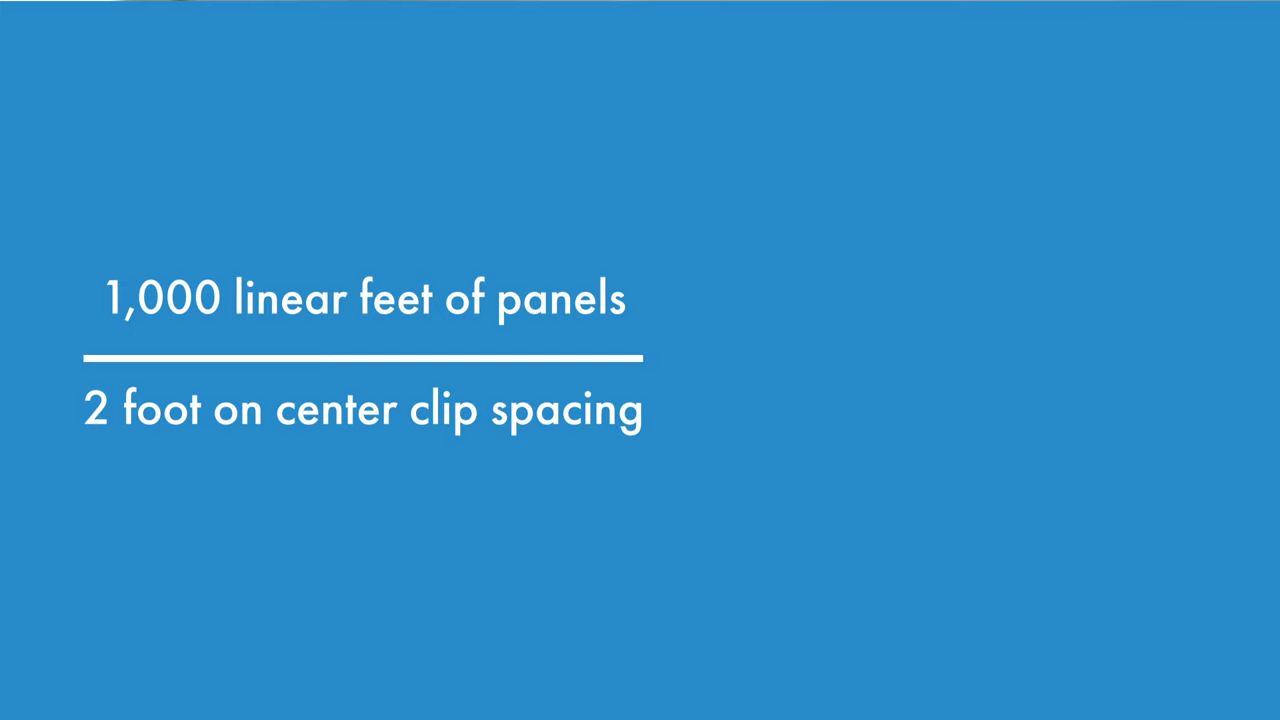 1,000 linear feet of panels
2 foot on center clip spacing